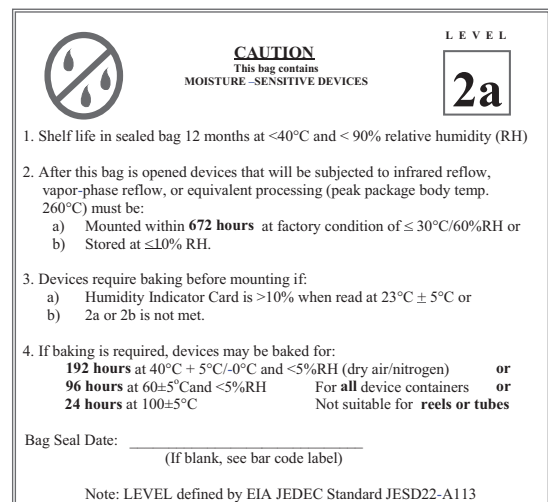 LEVEL
CAUTION
This bag contains
MOISTURE –SENSITIVE DEVICES
2a
1. Shelf life in sealed bag 12 months at <40°C and < 90% relative humidity (RH)
2. After this bag is opened devices that will be subjected to infrared reflow,
vapor-phase reflow, or equivalent processing (peak package body temp.
260°C) must be:
a) Mounted within 672 hours at factory condition of ≤ 30°C/60%RH or
b) Stored at ≤10% RH.
3. Devices require baking before mounting if:
a) Humidity Indicator Card is >10% when read at 23°C ± 5°C or
b) 2a or 2b is not met.
4. If baking is required, devices may be baked for:
192 hours at 40°C + 5°C/-0°C and <5%RH (dry air/nitrogen) or
96 hours at 60±5°Cand <5%RH For all device containers or
24 hours at 100±5°C Not suitable for reels or tubes
Bag Seal Date: ______________________________
(If blank, see bar code label)
Note: LEVEL defined by EIA JEDEC Standard JESD22-A113